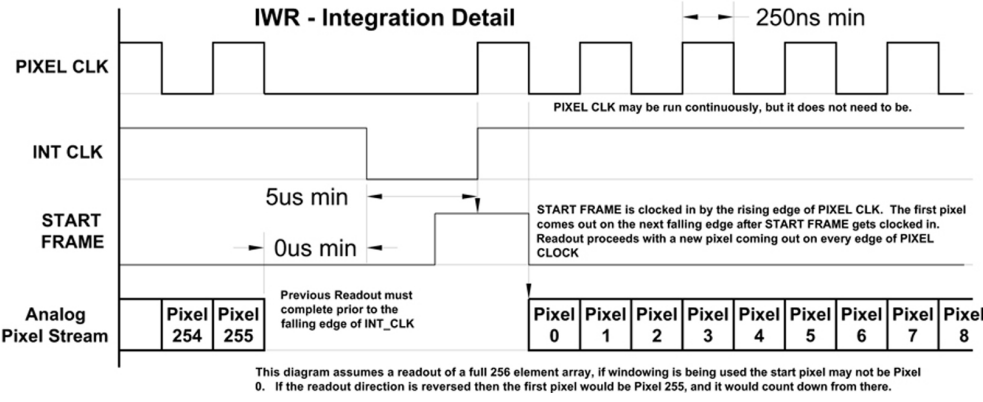 IWR - Integration Detail
250ns min
PIXEL CLK
PIXEL CLK may be run continuously, but it does not need to be.
INT CLK
5us min
START
FRAME
START FRAME is clocked in by the rising edge of PIXEL CLK. The first pixel
comes out on the next falling edge after START FRAME gets clocked in.
Readout proceeds with a new pixel coming out on every edge of PIXEL
CLOCK
0us min
Analog
Pixel Stream
Pixel
254
Pixel
255
Previous Readout must
complete prior to the
falling edge of INT_CLK
Pixel
0
Pixel
1
Pixel
2
Pixel
3
Pixel
4
Pixel
5
Pixel
6
Pixel
7
Pixel
8
This diagram assumes a readout of a full 256 element array, if windowing is being used the start pixel may not be Pixel
0. If the readout direction is reversed then the first pixel would be Pixel 255, and it would count down from there.